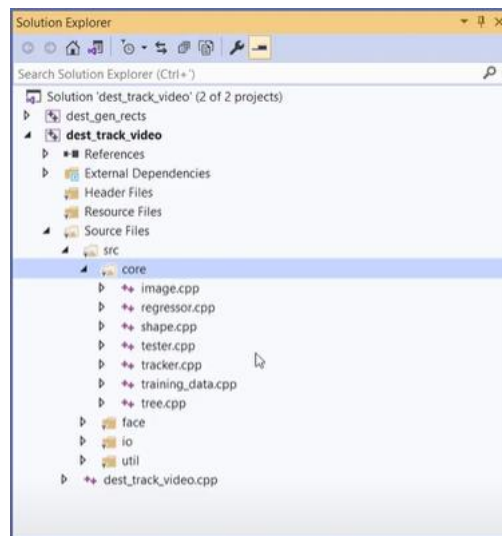 Solution Explorer
Search Solution Explorer (Ctrl+')
Solution 'dest_track_video' (2 of 2 projects)
dest_gen_rects
dest_track_video
References
External Dependencies
Header Files
Resource Files
Source Files
src
core
image.cpp
regressor.cpp
shape.cpp
tester.cpp
tracker.cpp
training_data.cpp
tree.cpp
face
io
util
dest_track_video.cpp